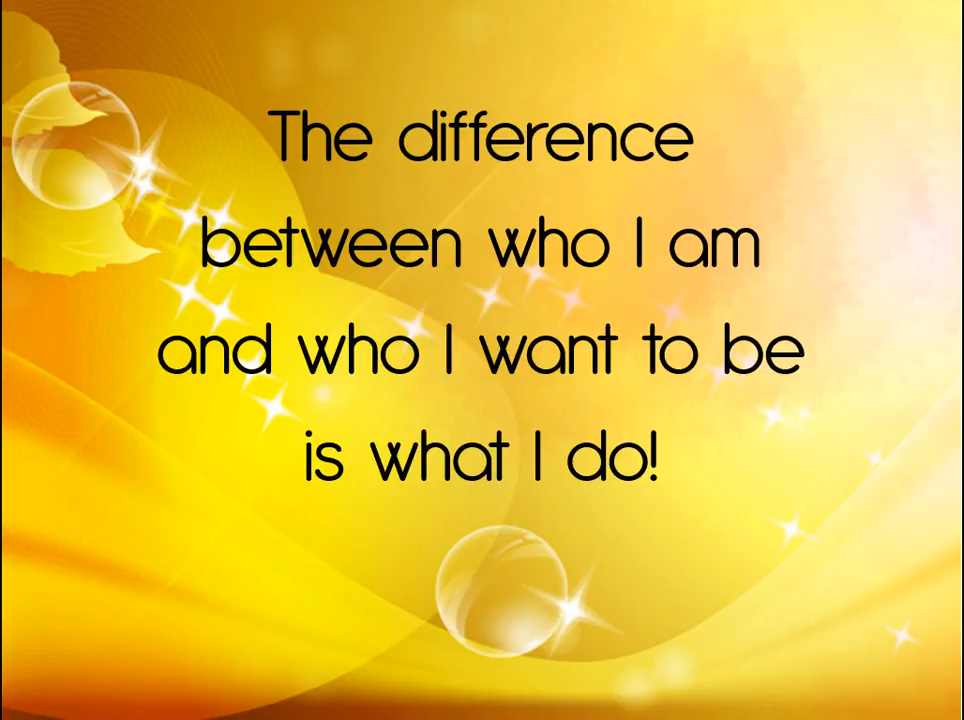 The difference
between who I am
and who I want to be
is what I do!